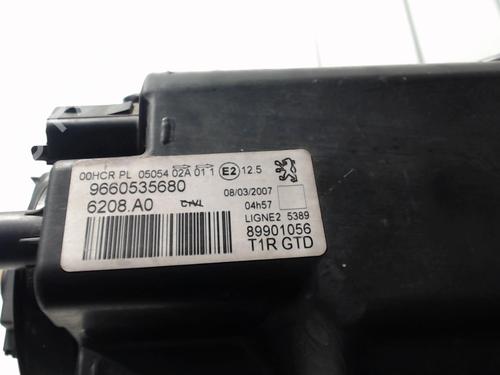 00HCR PL 05054 02A 01 1 E2 12.5
9660535680 08/03/2007
6208.A0 04h57
LIGNE2 5389
89901056
T1R GTD